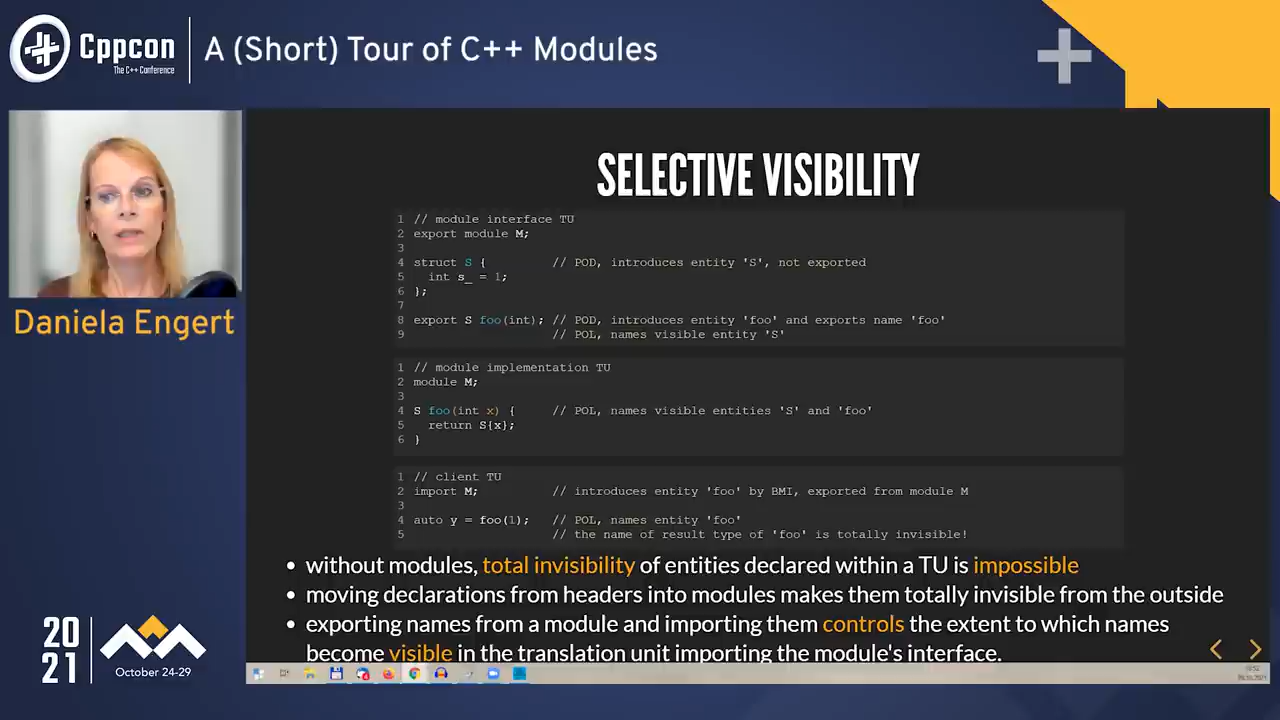 Cppcon
The C++ Conference
A (Short) Tour of C++ Modules
Daniela Engert
SELECTIVE VISIBILITY
1 // module interface TU
2 export module M;
3
4 struct S { // POD, introduces entity 'S', not exported
5 int s_ = 1;
6 };
7
8 export S foo(int); // POD, introduces entity 'foo' and exports name 'foo'
9 // POL, names visible entity 'S'
1 // module implementation TU
2 module M;
3
4 S foo(int x) { // POL, names visible entities 'S' and 'foo'
5 return S{x};
6 }
1 // client TU
2 import M; // introduces entity 'foo' by BMI, exported from module M
3
4 auto y = foo(1); // POL, names entity 'foo'
5 // the name of result type of 'foo' is totally invisible!
• without modules, total invisibility of entities declared within a TU is impossible
• moving declarations from headers into modules makes them totally invisible from the outside
• exporting names from a module and importing them controls the extent to which names
become visible in the translation unit importing the module's interface.
20
21
October 24-29